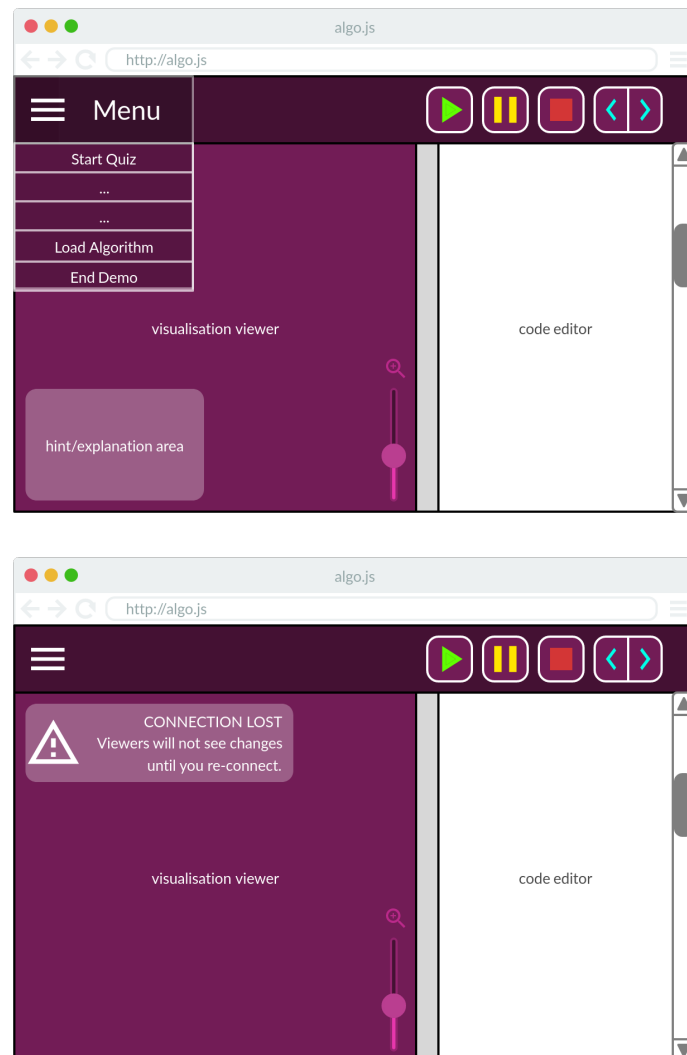 algo.js
http://algo.js
Menu
Start Quiz
...
...
Load Algorithm
End Demo
visualisation viewer
code editor
hint/explanation area
algo.js
http://algo.js
CONNECTION LOST
Viewers will not see changes
until you re-connect.
visualisation viewer
code editor